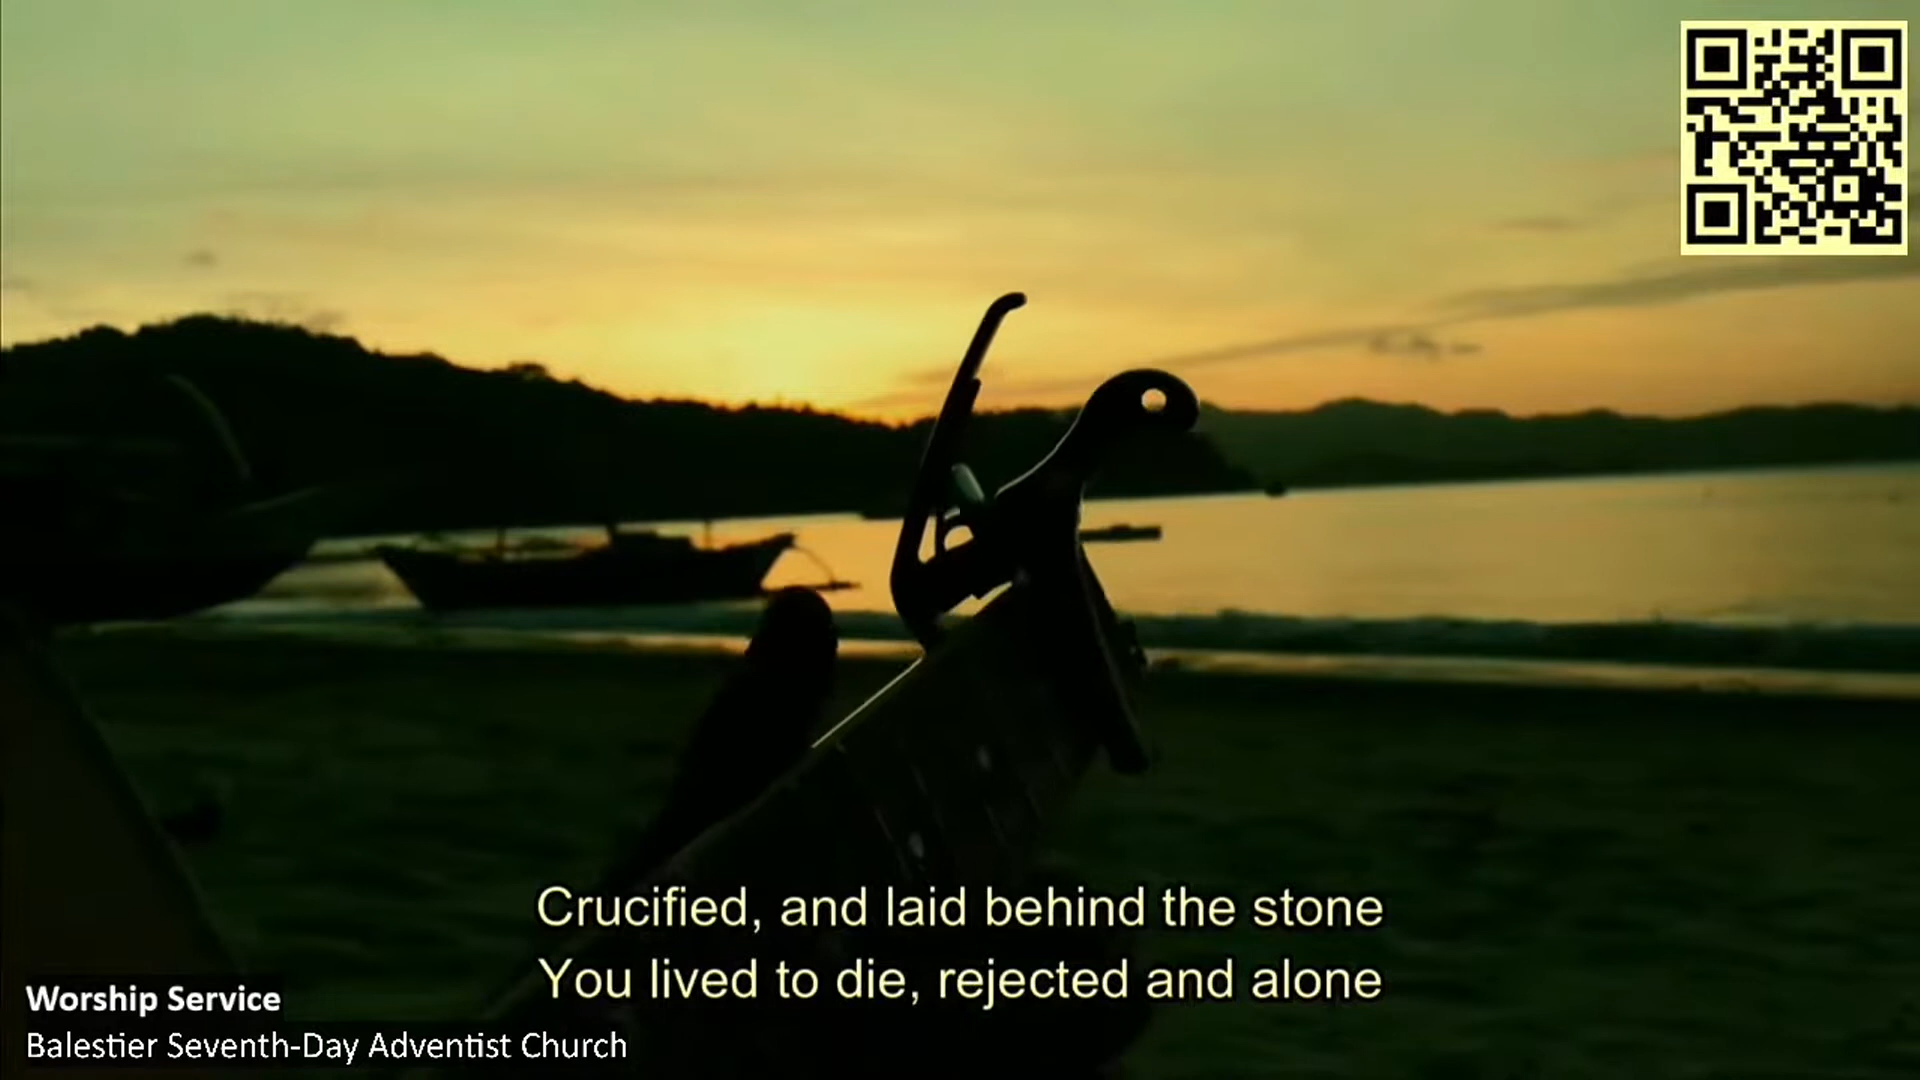 Crucified, and laid behind the stone
You lived to die, rejected and alone
Worship Service
Balestier Seventh-Day Adventist Church